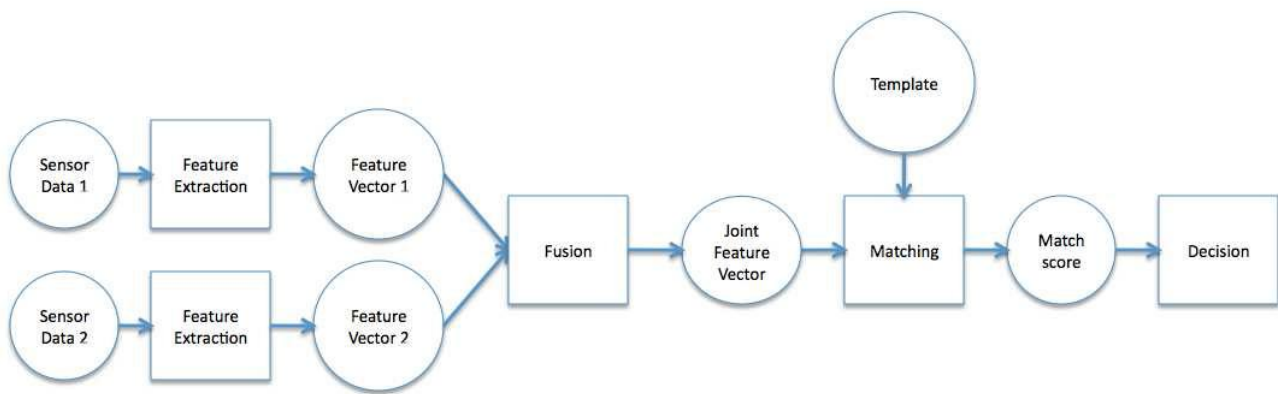 Template
Sensor
Data 1
Feature
Extraction
Feature
Vector 1
Fusion
Joint
Feature
Vector
Matching
Match
score
Decision
Sensor
Data 2
Feature
Extraction
Feature
Vector 2